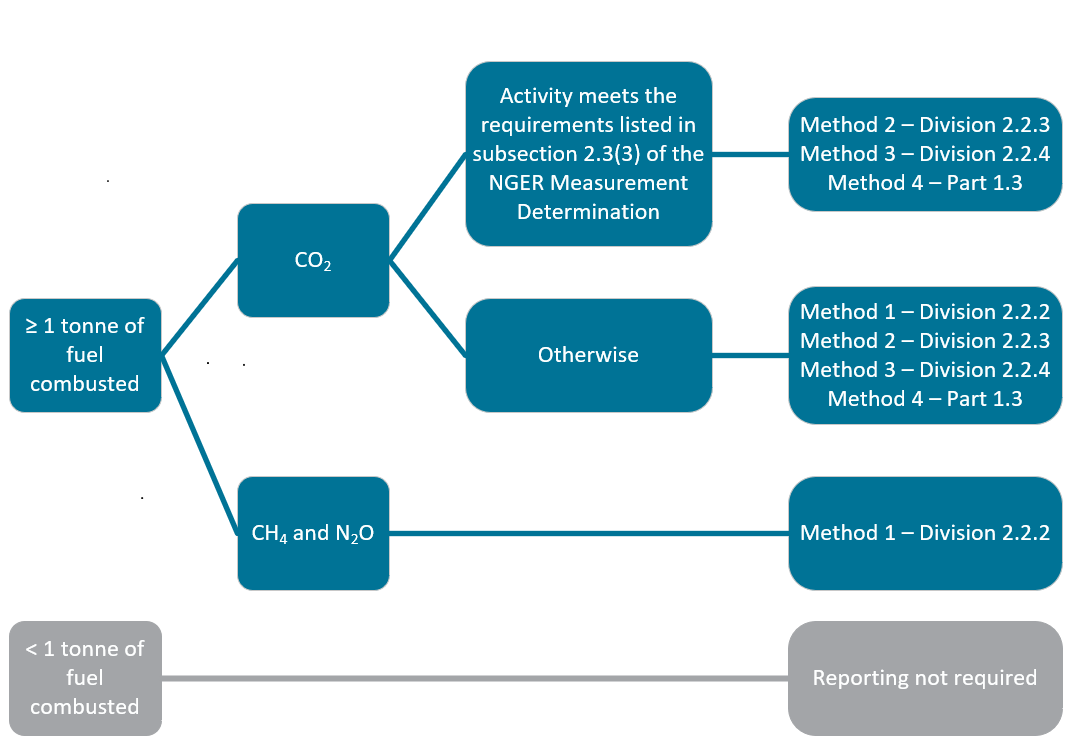 Activity meets the
requirements listed in
subsection 2.3(3) of the
NGER Measurement
Determination
Method 2 – Division 2.2.3
Method 3 – Division 2.2.4
Method 4 – Part 1.3
CO₂
≥ 1 tonne of
fuel
combusted
Otherwise
Method 1 – Division 2.2.2
Method 2 – Division 2.2.3
Method 3 – Division 2.2.4
Method 4 – Part 1.3
CH₄ and N₂O
Method 1 – Division 2.2.2
< 1 tonne of
fuel
combusted
Reporting not required